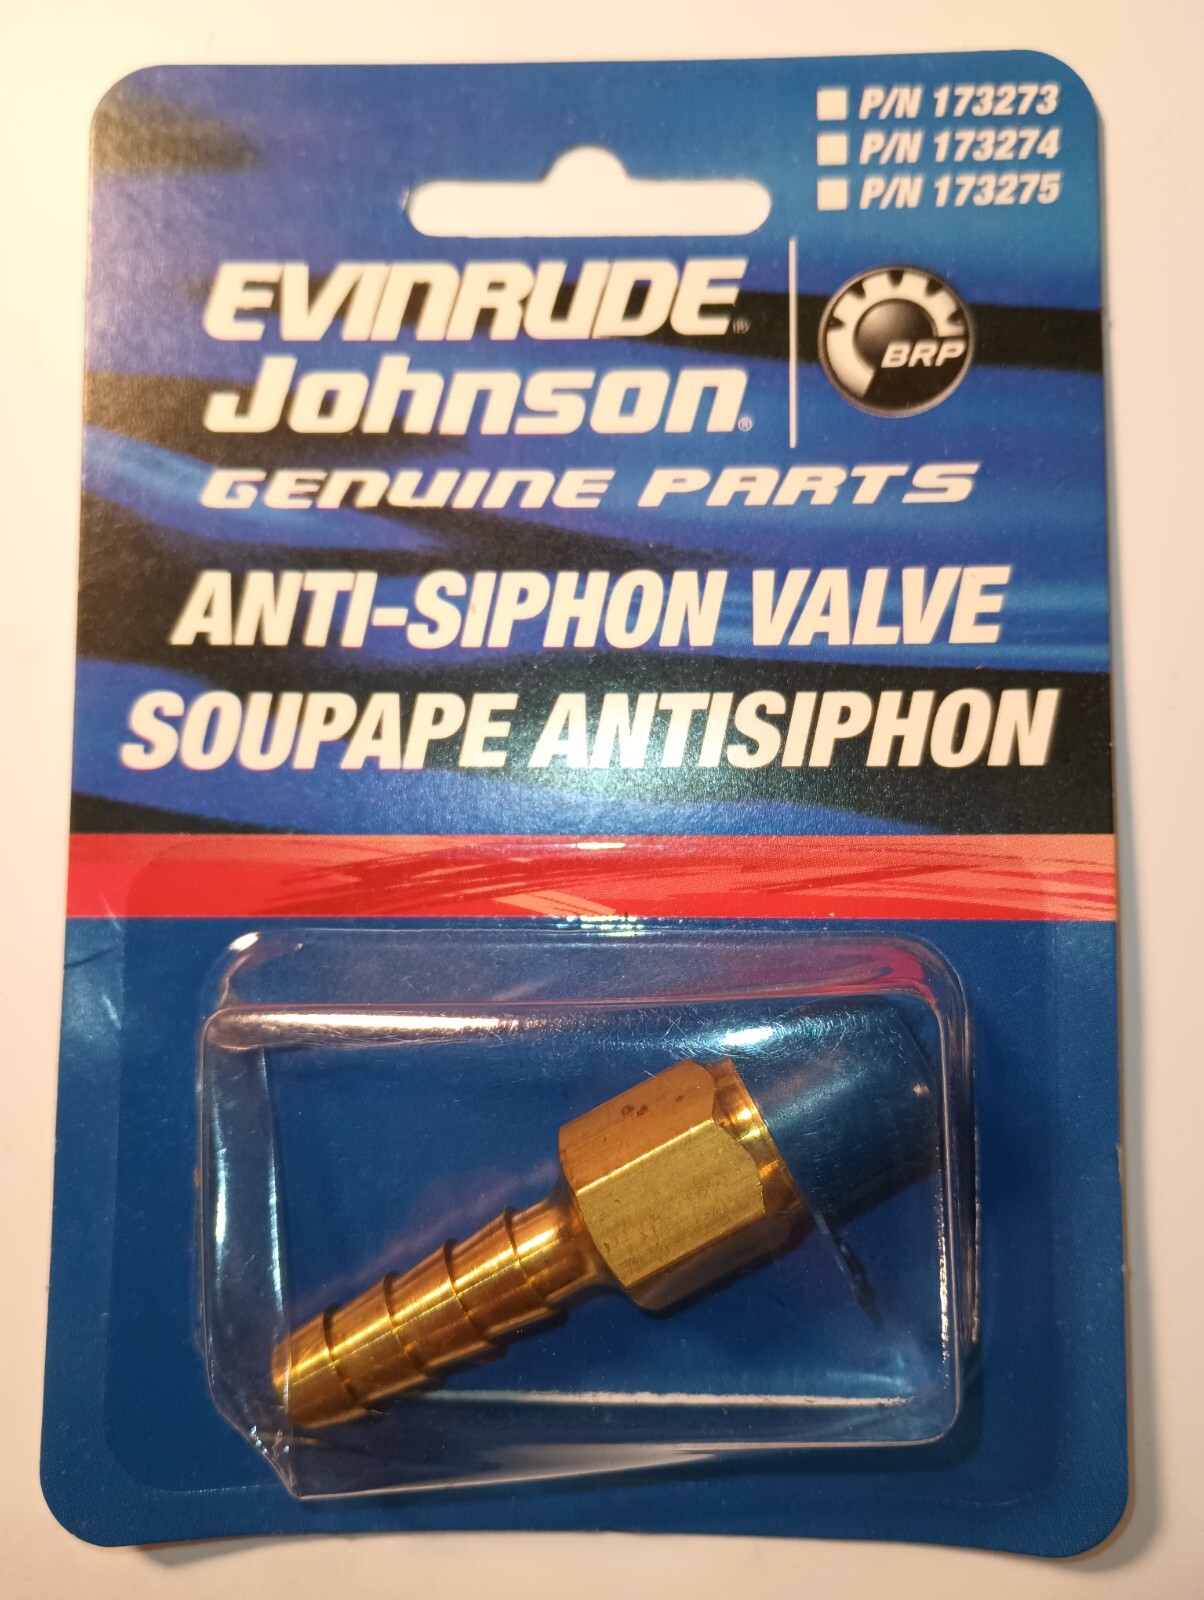 P/N 173273
P/N 173274
P/N 173275
EVINRUDE®
Johnson®
BRP
GENUINE PARTS
ANTI-SIPHON VALVE
SOUPAPE ANTISIPHON